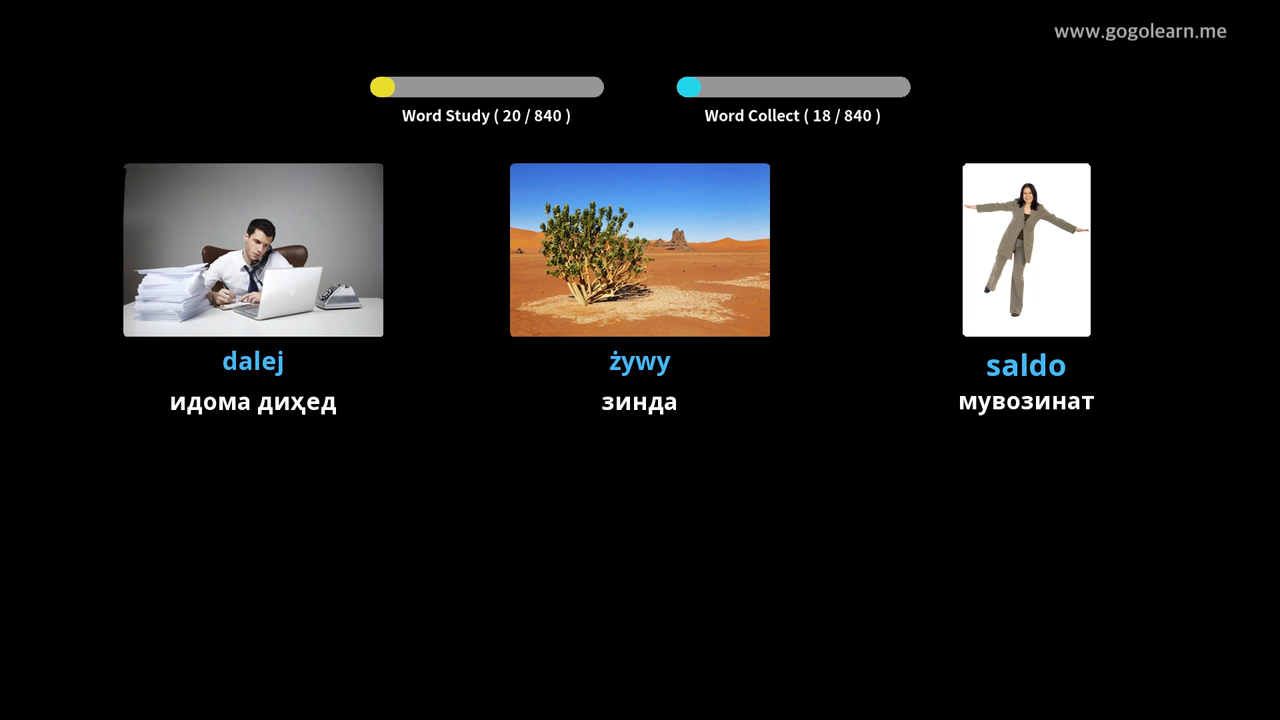 www.gogolearn.me
Word Study ( 20 / 840 )
Word Collect ( 18 / 840 )
dalej
żywy
saldo
идома диҳед
зинда
мувозинат